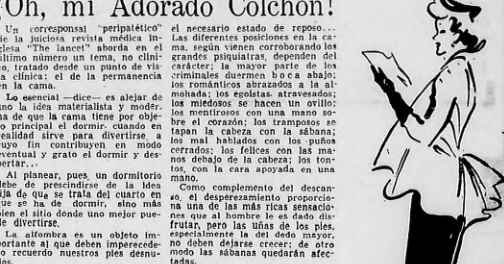 ¡Oh, mi Adorado Colchón!
Un corresponsal "peripatético"
de la juiciosa revista médica in-
glesa "The lancet" aborda en el
último número un tema, no clíni-
co, tratado desde un punto de vis-
ta clínica: el de la permanencia
en la cama.
Lo esencial —dice— es alejar de
uno la idea materialista y moder-
na de que la cama tiene por obje-
to principal el dormir cuando en
realidad sirve para divertirse, a
cuyo fin contribuyen en modo
eventual y grato el dormir y des-
pertar...
Al planear, pues, un dormitorio
debe de prescindirse de la idea
fija de que se trata del cuarto en
que se ha de dormir, sino más
bien el sitio donde uno mejor pue-
de divertirse.
La alfombra es un objeto im-
portante al que deben imperecede-
ro recuerdo nuestros pies desnu-
dos.
el necesario estado de reposo...
Las diferentes posiciones en la ca-
ma, según vienen corroborando los
grandes psiquiatras, dependen del
carácter; la mayor parte de los
criminales duermen boca abajo;
los románticos abrazados a la al-
mohada; los egoístas, atravesados;
los miedosos se hacen un ovillo;
los mentirosos con una mano so-
bre el corazón; los tramposos se
tapan la cabeza con la sábana;
los mal hablados con los puños
cerrados; los felices con las ma-
nos debajo de la cabeza; los ton-
tos, con la cara apoyada en una
mano.
Como complemento del descan-
so, el desperezamiento proporcio-
na una de las más ricas sensacio-
nes que al hombre le es dado dis-
frutar, pero las uñas de los pies,
especialmente la del dedo mayor,
no deben dejarse crecer; de otro
modo las sábanas quedarán afec-
tadas.